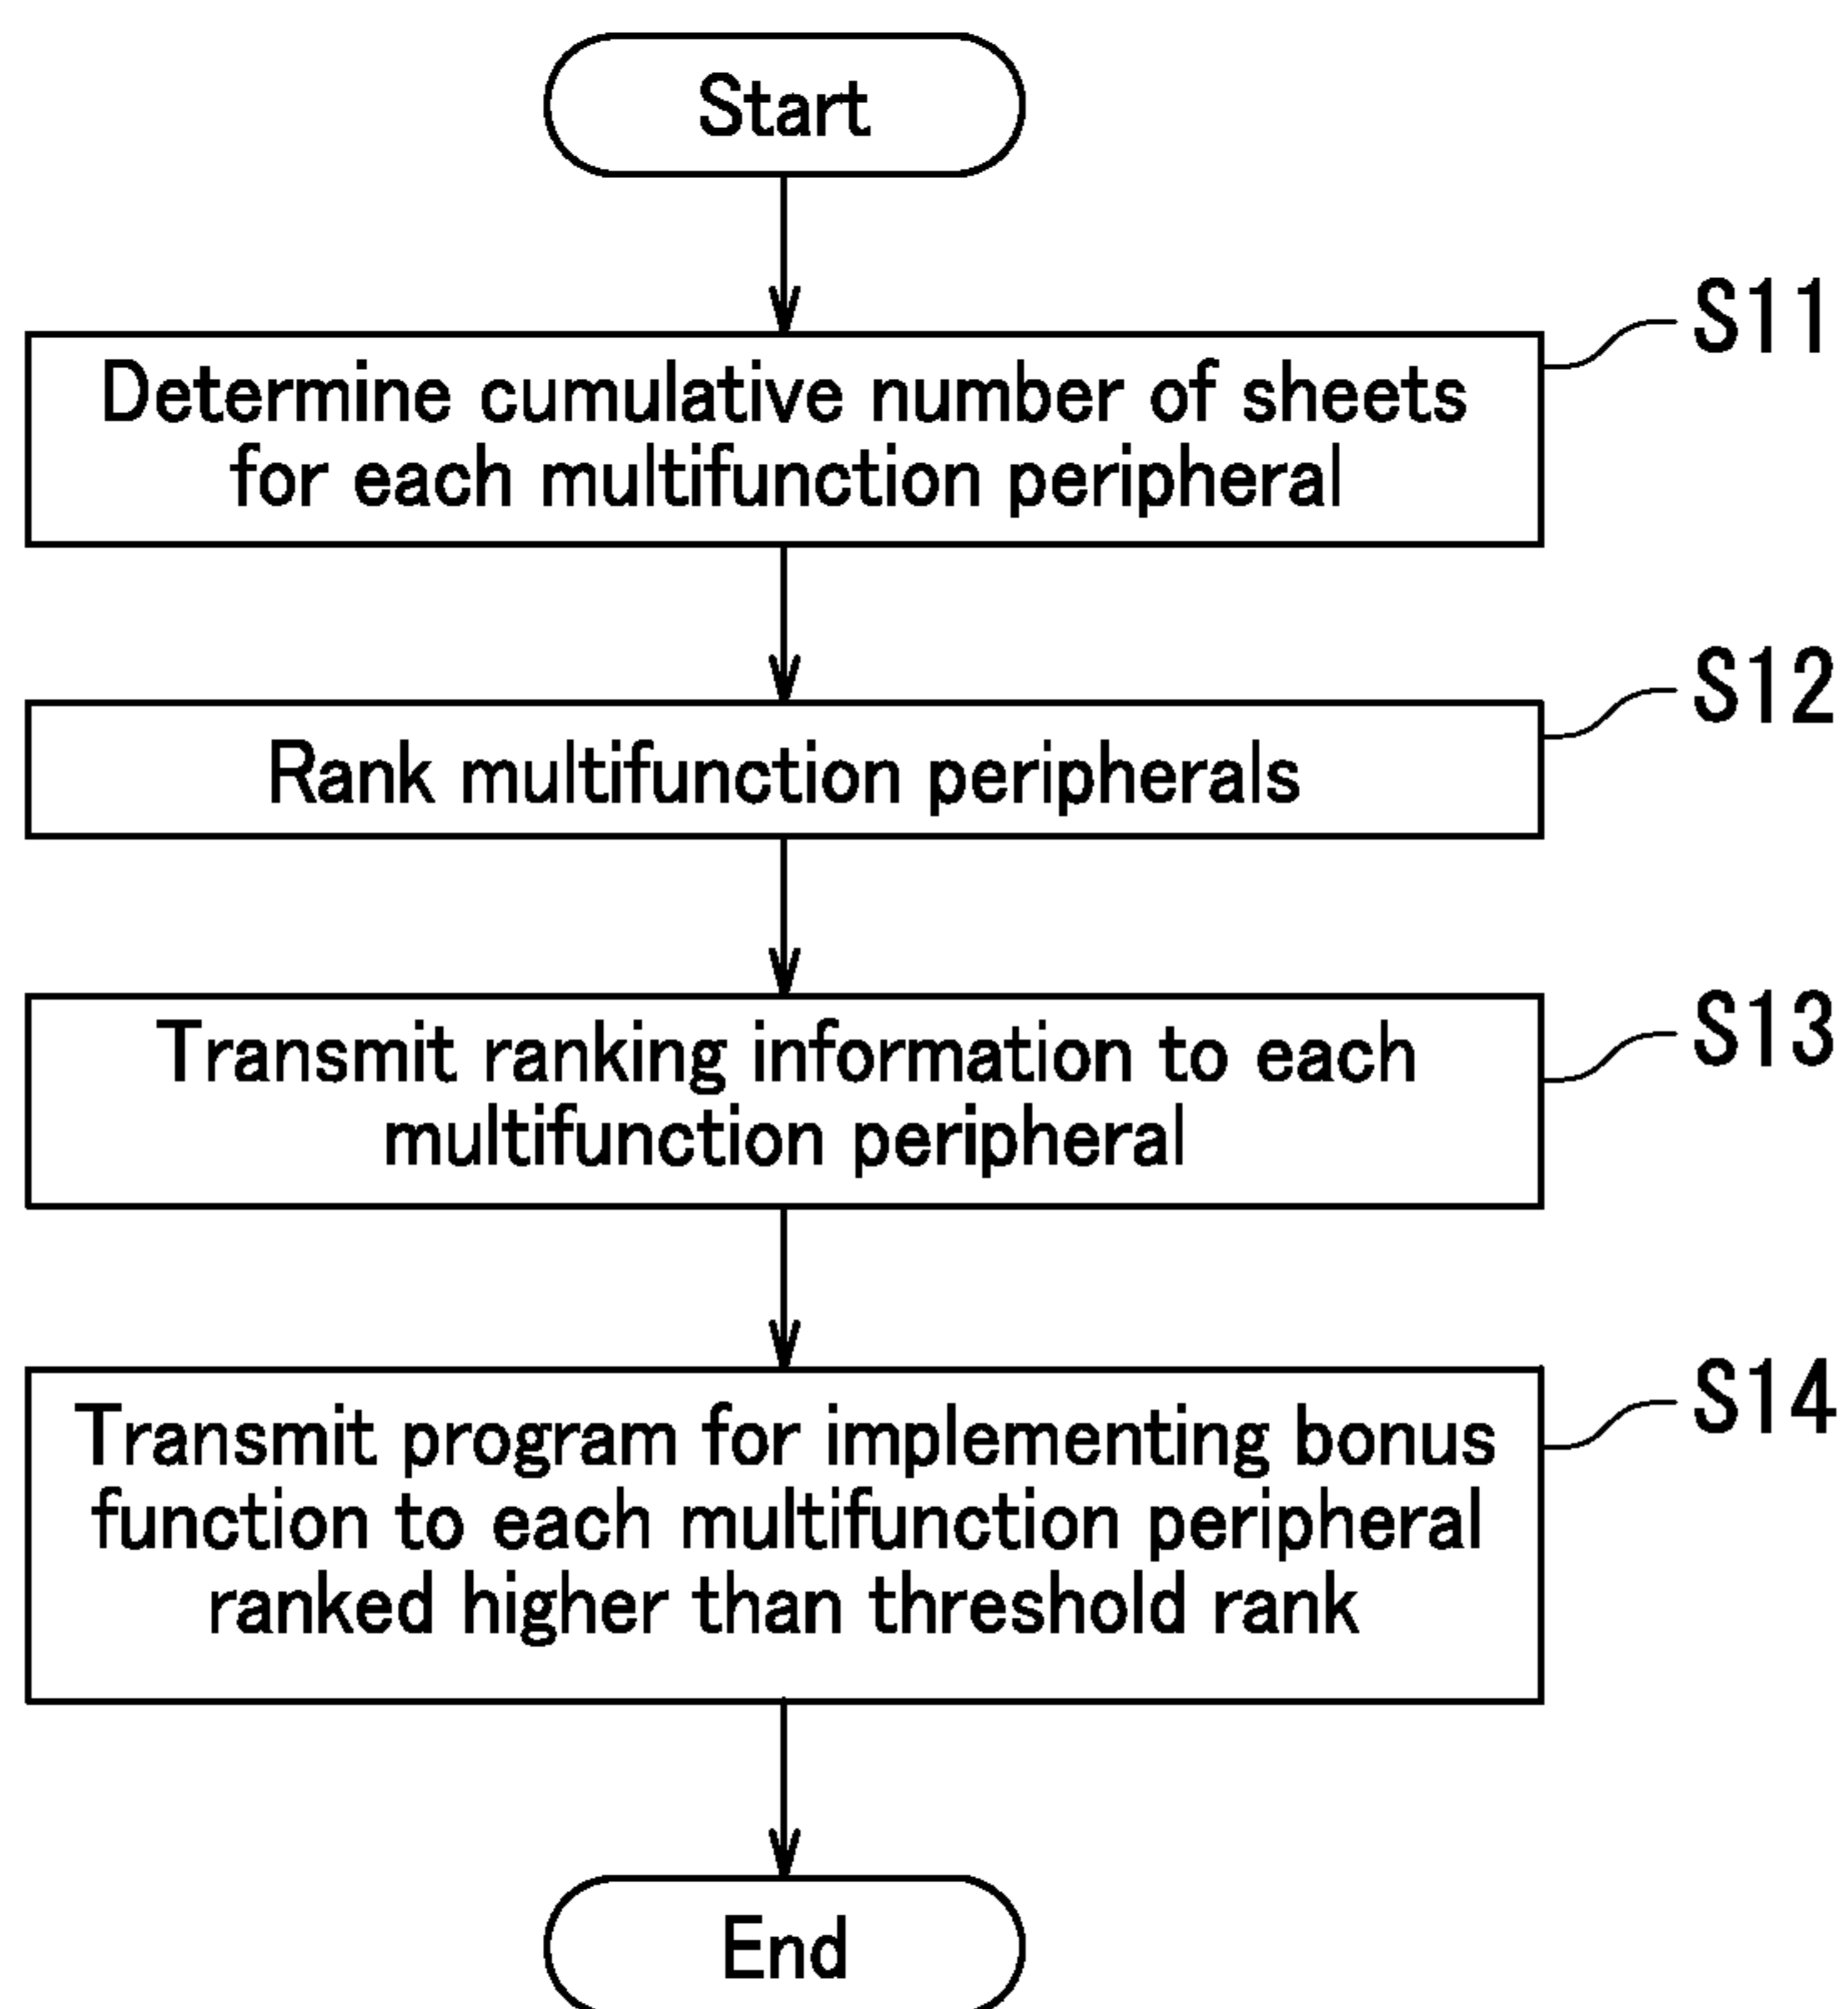 Start
S11
Determine cumulative number of sheets
for each multifunction peripheral
S12
Rank multifunction peripherals
S13
Transmit ranking information to each
multifunction peripheral
S14
Transmit program for implementing bonus
function to each multifunction peripheral
ranked higher than threshold rank
End